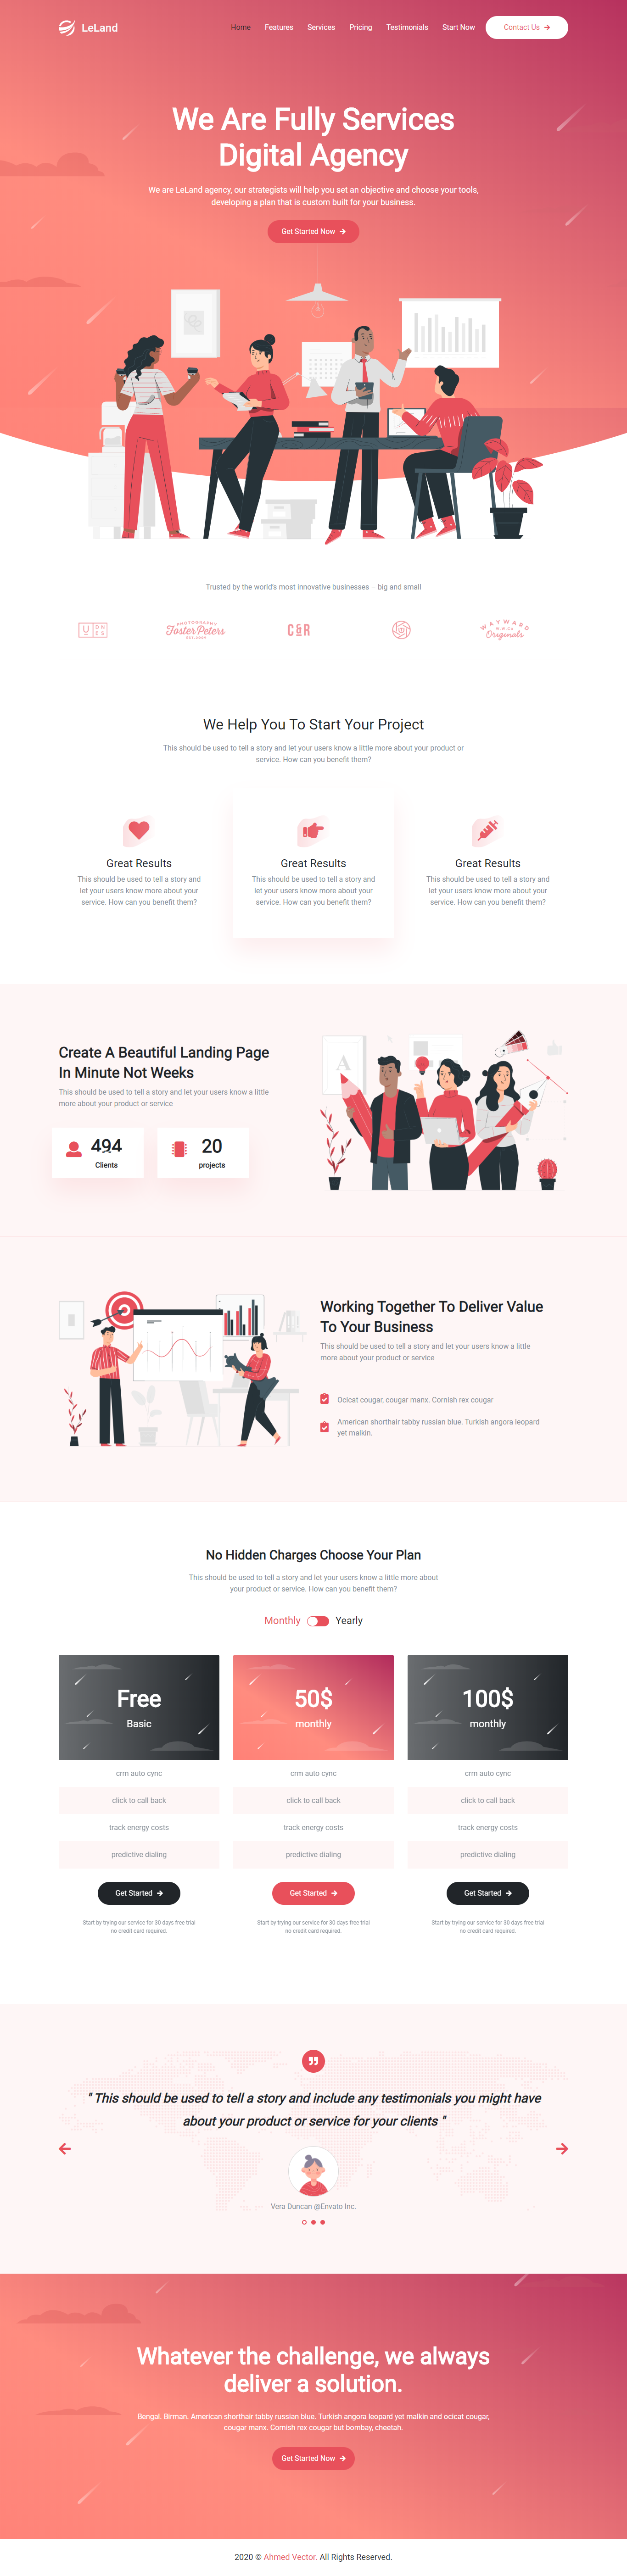 LeLand
Home Features Services Pricing Testimonials Start Now Contact Us
We Are Fully Services
Digital Agency
We are LeLand agency, our strategists will help you set an objective and choose your tools,
developing a plan that is custom built for your business.
Get Started Now
Trusted by the world's most innovative businesses – big and small
U ON
E S
PHOTOGRAPHY
Foster Peters
C&R
WAYWARD
Originals
We Help You To Start Your Project
This should be used to tell a story and let your users know a little more about your product or
service. How can you benefit them?
Great Results
This should be used to tell a story and
let your users know more about your
service. How can you benefit them?
Great Results
This should be used to tell a story and
let your users know more about your
service. How can you benefit them?
Great Results
This should be used to tell a story and
let your users know more about your
service. How can you benefit them?
Create A Beautiful Landing Page
In Minute Not Weeks
This should be used to tell a story and let your users know a little
more about your product or service
494
Clients
20
projects
A
Working Together To Deliver Value
To Your Business
This should be used to tell a story and let your users know a little
more about your product or service
Ocicat cougar, cougar manx. Cornish rex cougar
American shorthair tabby russian blue. Turkish angora leopard
yet malkin.
No Hidden Charges Choose Your Plan
This should be used to tell a story and let your users know a little more about
your product or service. How can you benefit them?
Monthly Yearly
Free
Basic
crm auto cync
click to call back
track energy costs
predictive dialing
Get Started
Start by trying our service for 30 days free trial
no credit card required.
50$
monthly
crm auto cync
click to call back
track energy costs
predictive dialing
Get Started
Start by trying our service for 30 days free trial
no credit card required.
100$
monthly
crm auto cync
click to call back
track energy costs
predictive dialing
Get Started
Start by trying our service for 30 days free trial
no credit card required.
" This should be used to tell a story and include any testimonials you might have
about your product or service for your clients "
Vera Duncan @Envato Inc.
Whatever the challenge, we always
deliver a solution.
Bengal. Birman. American shorthair tabby russian blue. Turkish angora leopard yet malkin and ocicat cougar,
cougar manx. Cornish rex cougar but bombay, cheetah.
Get Started Now
2020 © Ahmed Vector. All Rights Reserved.